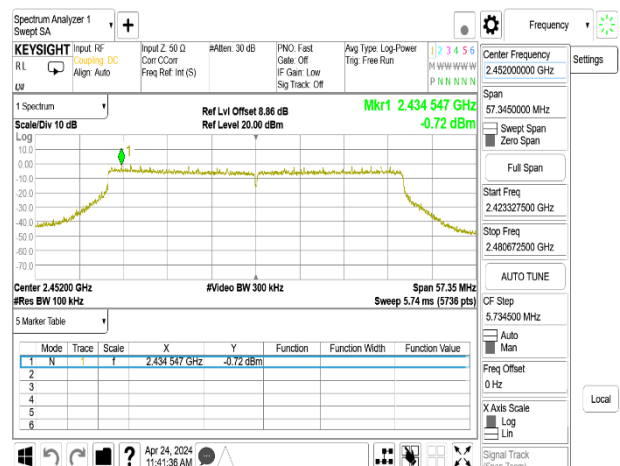 Spectrum Analyzer 1
Swept SA
Frequency
KEYSIGHT
RL
Input: RF
Coupling: DC
Align: Auto
Input Z: 50 Ω
Corr CCorr
Freq Ref: Int (S)
#Atten: 30 dB
PNO: Fast
Gate: Off
IF Gain: Low
Sig Track: Off
Avg Type: Log-Power
Trig: Free Run
1 2 3 4 5 6
M W W W W W
P N N N N N
1 Spectrum
Scale/Div 10 dB
Ref Lvl Offset 8.86 dB
Ref Level 20.00 dBm
Mkr1 2.434 547 GHz
-0.72 dBm
Log
10.0
0.00
-10.0
-20.0
-30.0
-40.0
-50.0
-60.0
-70.0
1
Center 2.45200 GHz
#Res BW 100 kHz
#Video BW 300 kHz
Span 57.35 MHz
Sweep 5.74 ms (5736 pts)
5 Marker Table
Mode Trace Scale X Y Function Function Width Function Value
1 N 1 f 2.434 547 GHz -0.72 dBm
2
3
4
5
6
Apr 24, 2024
11:41:36 AM
Center Frequency
2.452000000 GHz
Span
57.3450000 MHz
Swept Span
Zero Span
Full Span
Start Freq
2.423327500 GHz
Stop Freq
2.480672500 GHz
AUTO TUNE
CF Step
5.734500 MHz
Auto
Man
Freq Offset
0 Hz
X Axis Scale
Log
Lin
Signal Track
(Span Zoom)
Settings
Local